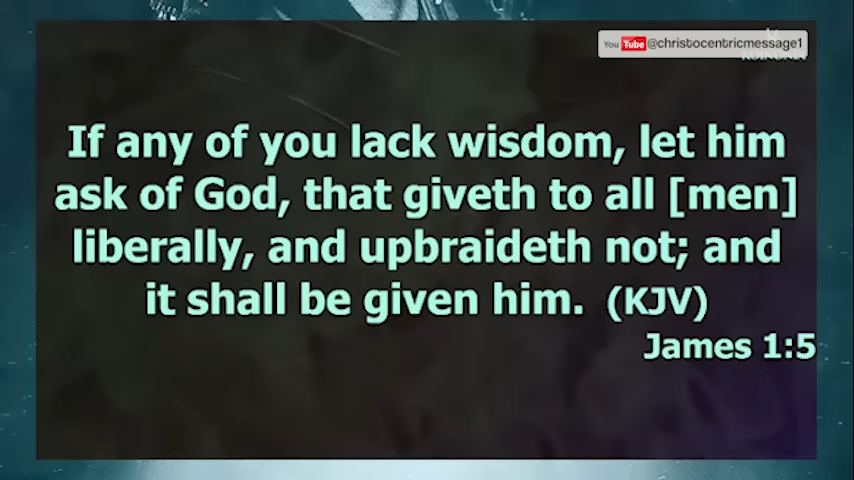 You Tube @christocentricmessage1
If any of you lack wisdom, let him
ask of God, that giveth to all [men]
liberally, and upbraideth not; and
it shall be given him. (KJV)
James 1:5